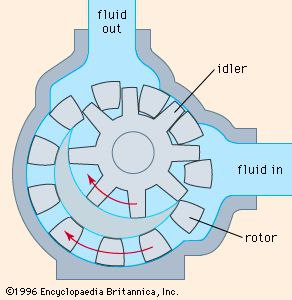 fluid
out
idler
fluid in
rotor
©1996 Encyclopaedia Britannica, Inc.